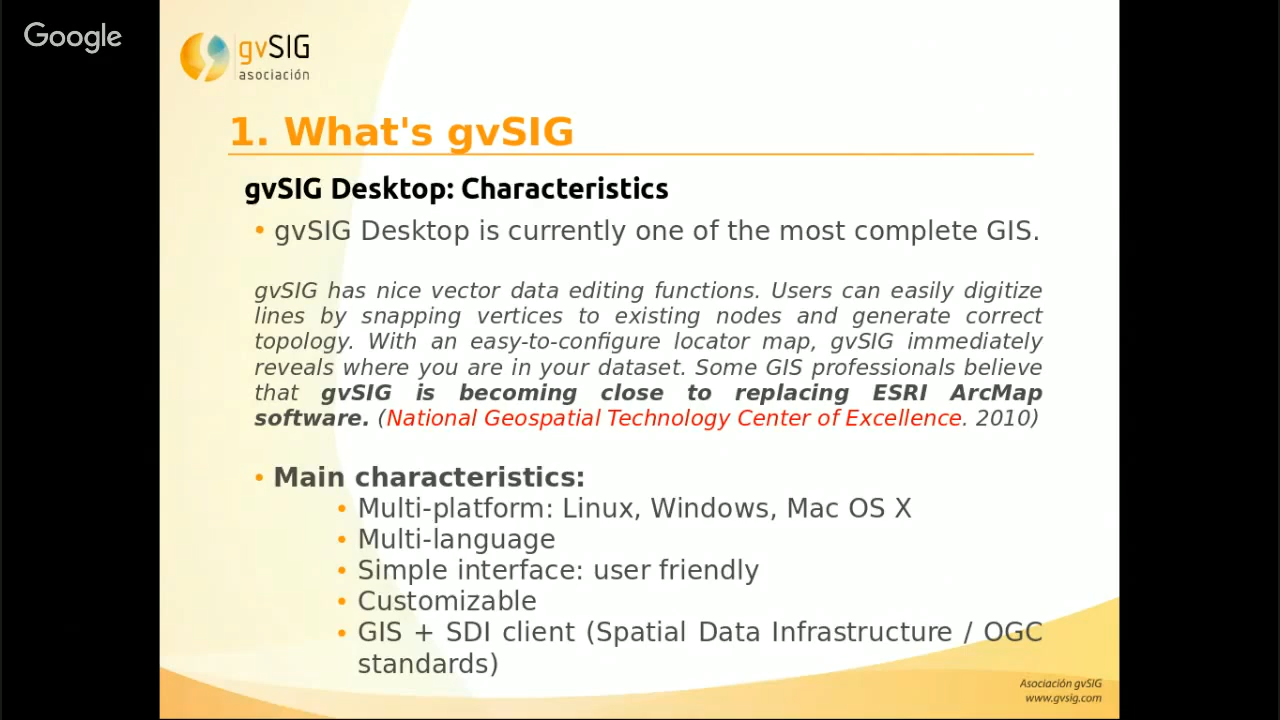 Google
gvSIG
asociación
1. What's gvSIG
gvSIG Desktop: Characteristics
• gvSIG Desktop is currently one of the most complete GIS.
gvSIG has nice vector data editing functions. Users can easily digitize
lines by snapping vertices to existing nodes and generate correct
topology. With an easy-to-configure locator map, gvSIG immediately
reveals where you are in your dataset. Some GIS professionals believe
that gvSIG is becoming close to replacing ESRI ArcMap
software. (National Geospatial Technology Center of Excellence. 2010)
• Main characteristics:
• Multi-platform: Linux, Windows, Mac OS X
• Multi-language
• Simple interface: user friendly
• Customizable
• GIS + SDI client (Spatial Data Infrastructure / OGC
standards)
Asociación gvSIG
www.gvsig.com